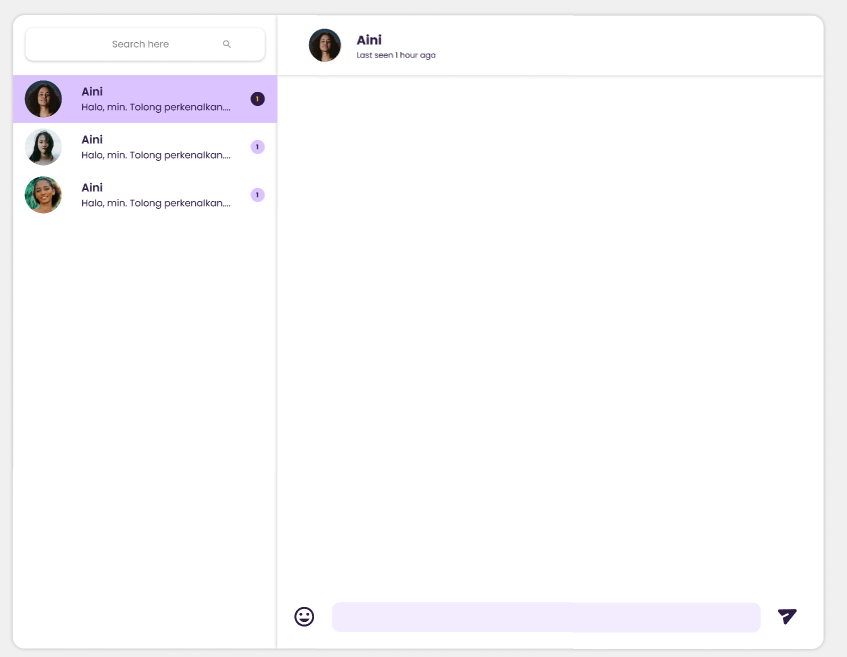 Search here
Aini
Halo, min. Tolong perkenalkan....
1
Aini
Halo, min. Tolong perkenalkan....
1
Aini
Halo, min. Tolong perkenalkan....
1
Aini
Last seen 1 hour ago